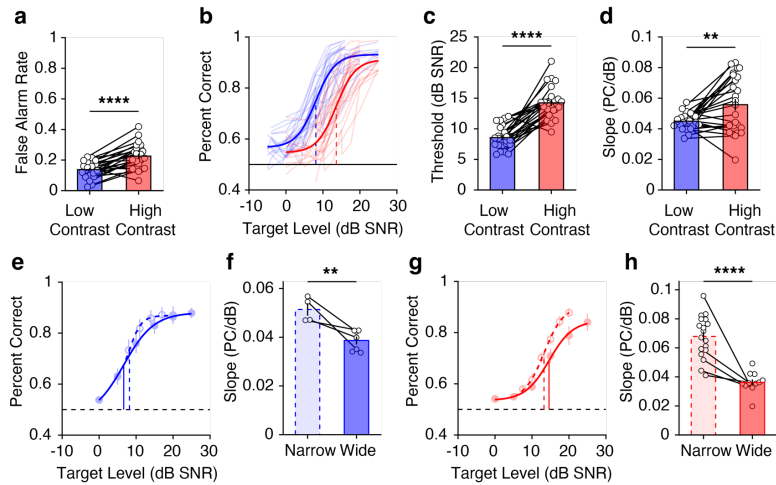 a
b
c
d
False Alarm Rate
1
0.8
0.6
0.4
0.2
0
****
Low
Contrast
High
Contrast
Percent Correct
1
0.8
0.6
0.4
-10
0
10
20
30
Target Level (dB SNR)
Threshold (dB SNR)
25
20
15
10
5
0
****
Low
Contrast
High
Contrast
Slope (PC/dB)
0.1
0.08
0.06
0.04
0.02
0
**
Low
Contrast
High
Contrast
e
f
g
h
Percent Correct
1
0.8
0.6
0.4
-10
0
10
20
30
Target Level (dB SNR)
Slope (PC/dB)
0.06
0.04
0.02
0
**
Narrow Wide
Percent Correct
1
0.8
0.6
0.4
-10
0
10
20
30
Target Level (dB SNR)
Slope (PC/dB)
0.1
0.08
0.06
0.04
0.02
0
****
Narrow Wide